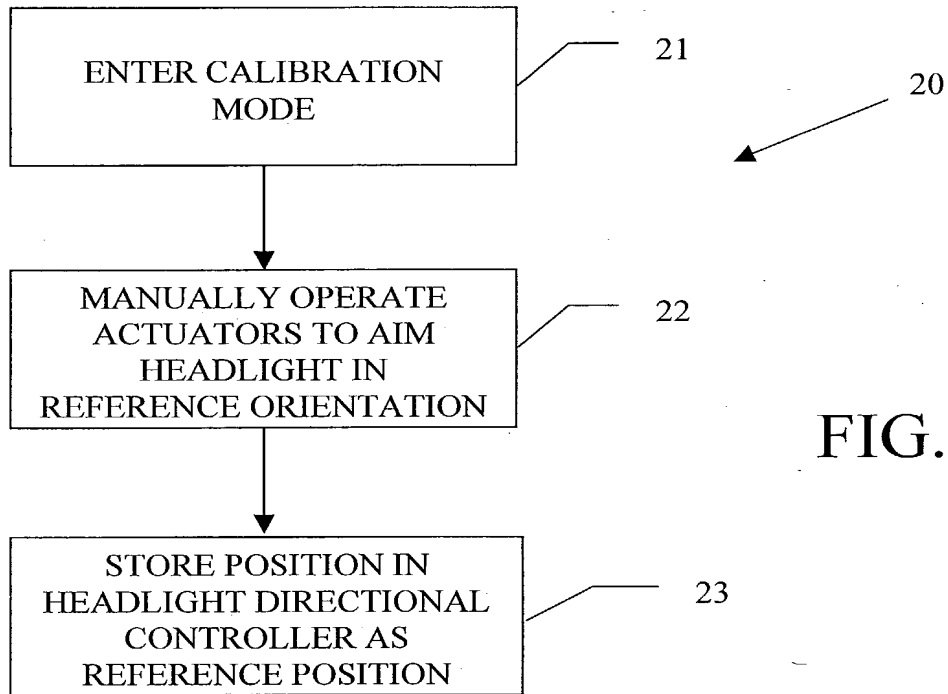 ENTER CALIBRATION
MODE
21
20
MANUALLY OPERATE
ACTUATORS TO AIM
HEADLIGHT IN
REFERENCE ORIENTATION
22
FIG.
STORE POSITION IN
HEADLIGHT DIRECTIONAL
CONTROLLER AS
REFERENCE POSITION
23